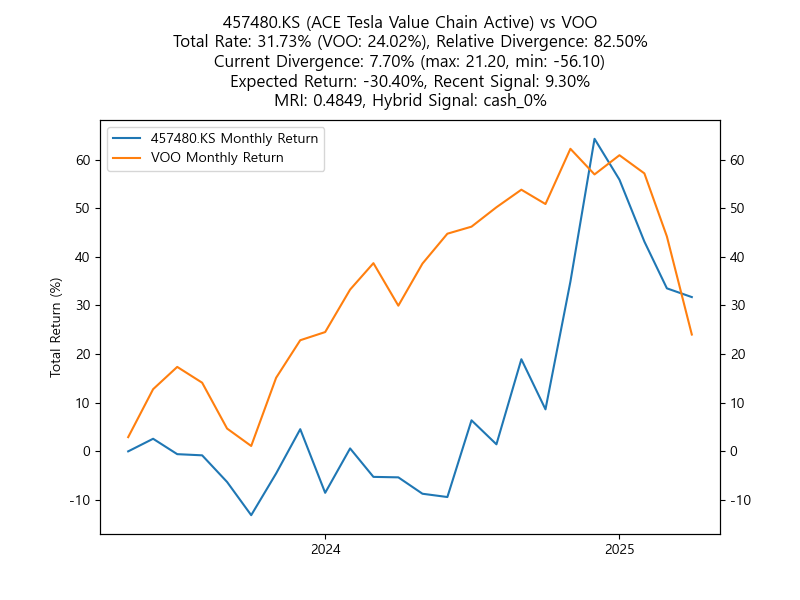 457480.KS (ACE Tesla Value Chain Active) vs VOO
Total Rate: 31.73% (VOO: 24.02%), Relative Divergence: 82.50%
Current Divergence: 7.70% (max: 21.20, min: -56.10)
Expected Return: -30.40%, Recent Signal: 9.30%
MRI: 0.4849, Hybrid Signal: cash_0%
457480.KS Monthly Return
VOO Monthly Return
Total Return (%)
60
50
40
30
20
10
0
-10
60
50
40
30
20
10
0
-10
2024
2025